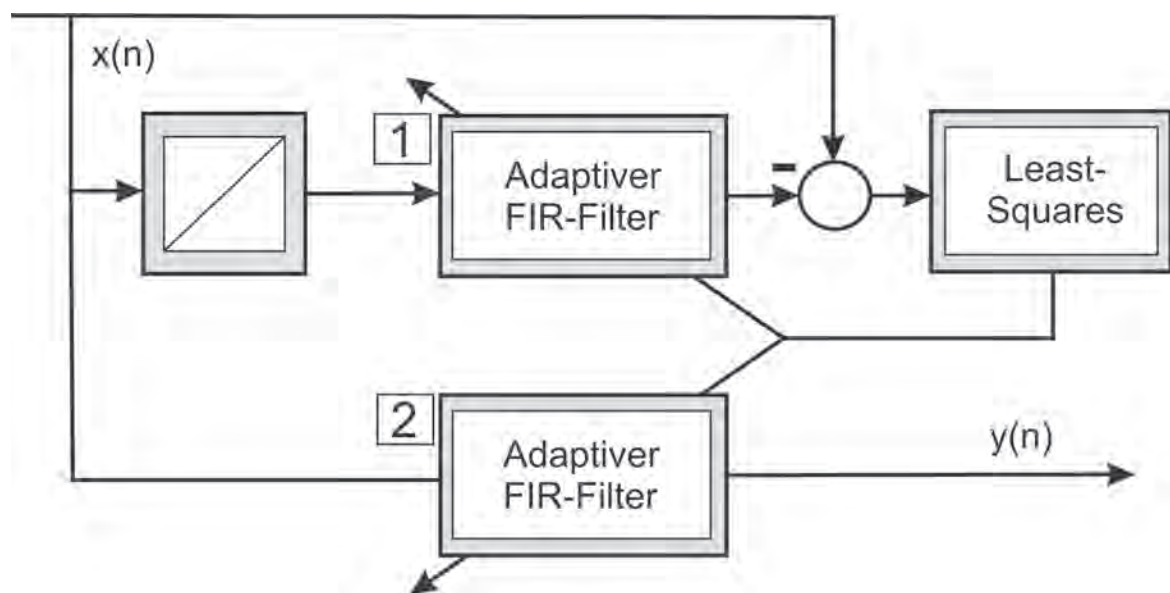 x(n)
1
Adaptiver
FIR-Filter
-
Least-
Squares
2
Adaptiver
FIR-Filter
y(n)